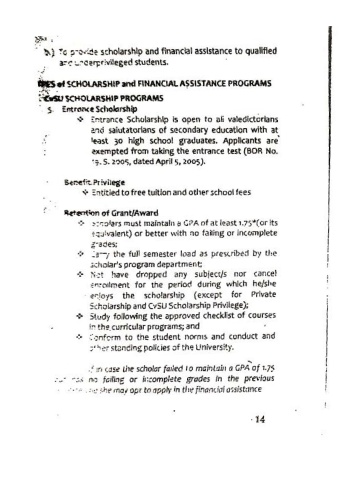 b.) To provide scholarship and financial assistance to qualified
and underprivileged students.
of SCHOLARSHIP and FINANCIAL ASSISTANCE PROGRAMS
CvSU SCHOLARSHIP PROGRAMS
Entrance Scholarship
❖ Entrance Scholarship is open to all valedictorians
and salutatorians of secondary education with at
least 30 high school graduates. Applicants are
exempted from taking the entrance test (BOR No.
19, S. 2005, dated April 5, 2005).
Benefit Privilege
❖ Entitled to free tuition and other school fees
Retention of Grant/Award
❖ Scholars must maintain a GPA of at least 1.75*(or its
equivalent) or better with no failing or incomplete
grades;
❖ Carry the full semester load as prescribed by the
scholar's program department;
❖ Not have dropped any subject/s nor cancel
enrollment for the period during which he/she
enjoys the scholarship (except for Private
Scholarship and CvSU Scholarship Privilege);
❖ Study following the approved checklist of courses
in the curricular programs; and
❖ Conform to the student norms and conduct and
other standing policies of the University.
If in case the scholar failed to maintain a GPA of 1.75
but has no failing or incomplete grades in the previous
she may opt to apply in the financial assistance
14